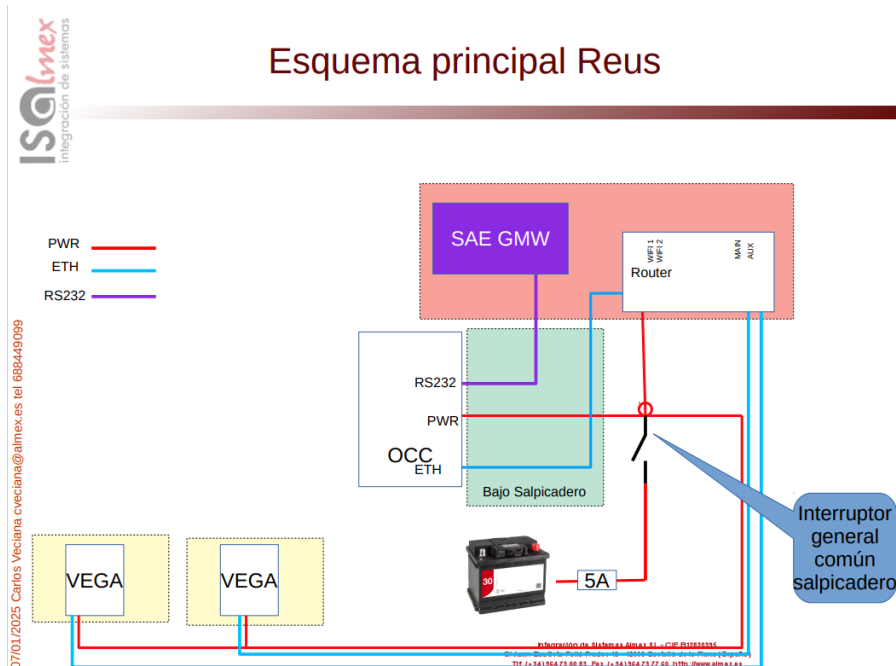 ISAlmex
integración de sistemas
Esquema principal Reus
PWR
ETH
RS232
SAE GMW
WIFI 1
WIFI 2
MAIN
AUX
Router
RS232
PWR
OCC
ETH
Bajo Salpicadero
Interruptor
general
común
salpicadero
5A
30
VEGA
VEGA
07/01/2025 Carlos Veciana cveciana@almex.es tel 688449099
Integración de Sistemas Almex SL - CIF